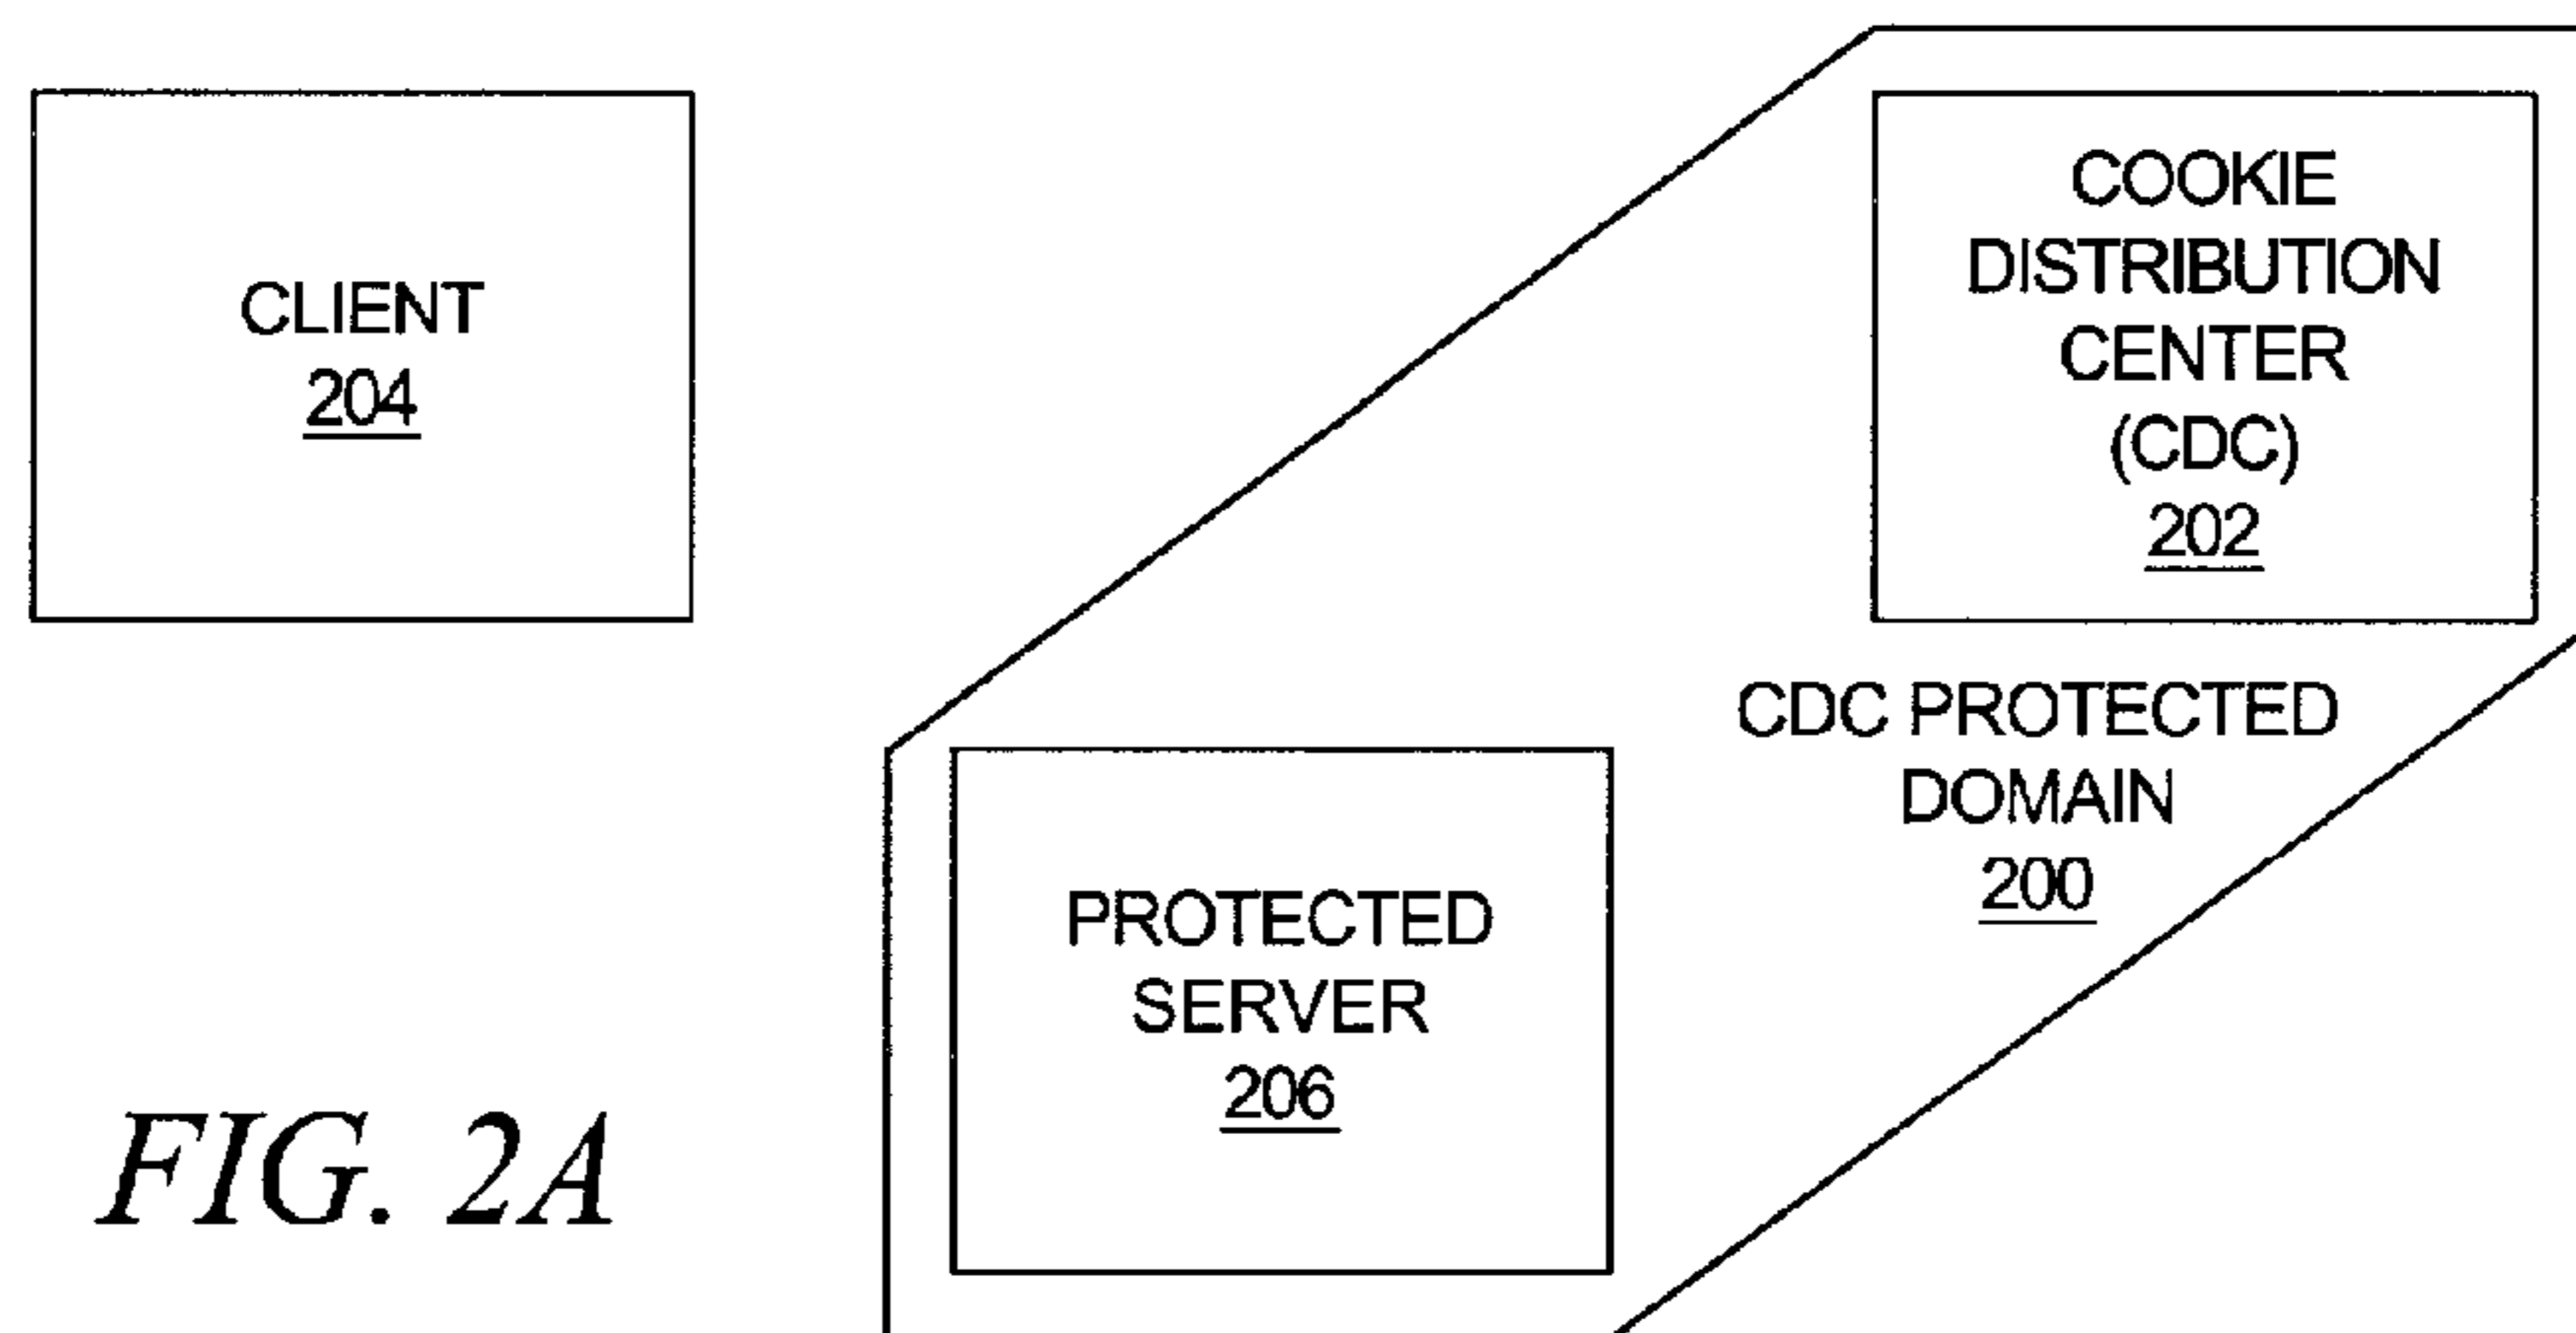 CLIENT
204
COOKIE
DISTRIBUTION
CENTER
(CDC)
202
CDC PROTECTED
DOMAIN
200
PROTECTED
SERVER
206
FIG. 2A